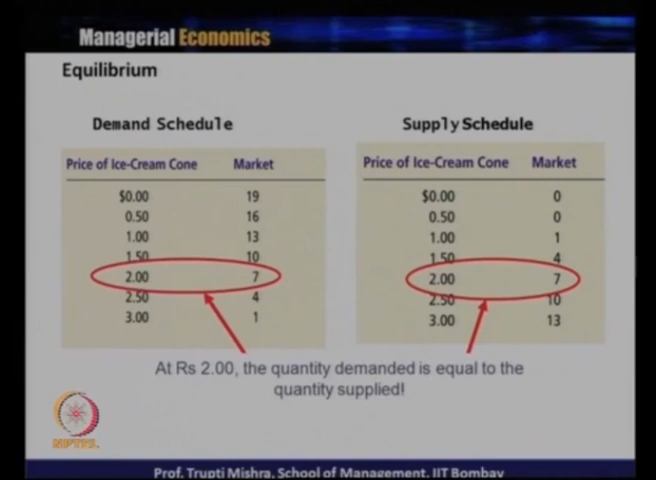 Managerial Economics
Equilibrium
Demand Schedule
Price of Ice-Cream Cone Market
$0.00 19
0.50 16
1.00 13
1.50 10
2.00 7
2.50 4
3.00 1
Supply Schedule
Price of Ice-Cream Cone Market
$0.00 0
0.50 0
1.00 1
1.50 4
2.00 7
2.50 10
3.00 13
At Rs 2.00, the quantity demanded is equal to the
quantity supplied!
NPTEL
Prof. Trupti Mishra, School of Management, IIT Bombay